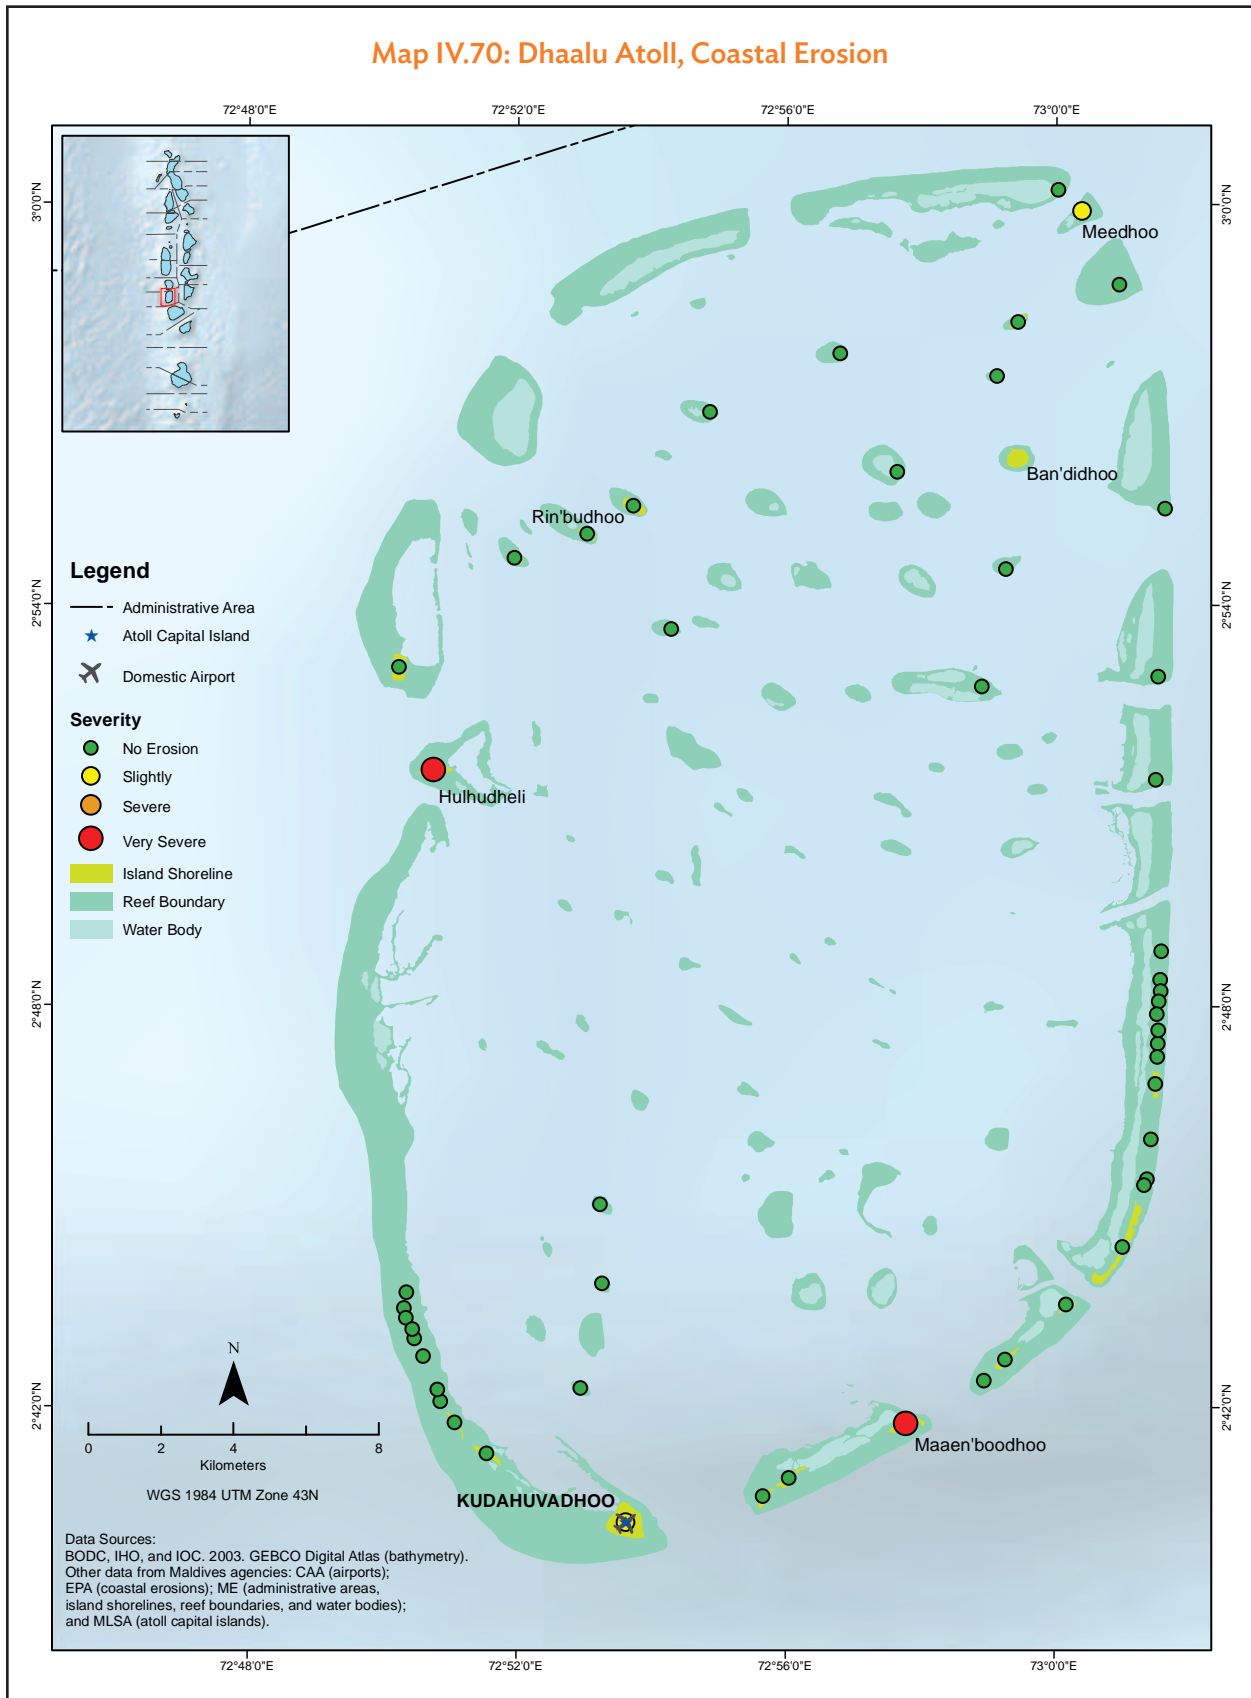 Map IV.70: Dhaalu Atoll, Coastal Erosion
72°48'0"E
72°52'0"E
72°56'0"E
73°0'0"E
3°0'0"N
3°0'0"N
Meedhoo
Ban'didhoo
Rin'budhoo
Legend
Administrative Area
Atoll Capital Island
Domestic Airport
2°54'0"N
2°54'0"N
Severity
No Erosion
Slightly
Severe
Very Severe
Island Shoreline
Reef Boundary
Water Body
Hulhudheli
2°48'0"N
2°48'0"N
N
0 2 4 8
Kilometers
WGS 1984 UTM Zone 43N
2°42'0"N
2°42'0"N
Maaen'boodhoo
KUDAHUVADHOO
Data Sources:
BODC, IHO, and IOC. 2003. GEBCO Digital Atlas (bathymetry).
Other data from Maldives agencies: CAA (airports);
EPA (coastal erosions); ME (administrative areas,
island shorelines, reef boundaries, and water bodies);
and MLSA (atoll capital islands).
72°48'0"E
72°52'0"E
72°56'0"E
73°0'0"E